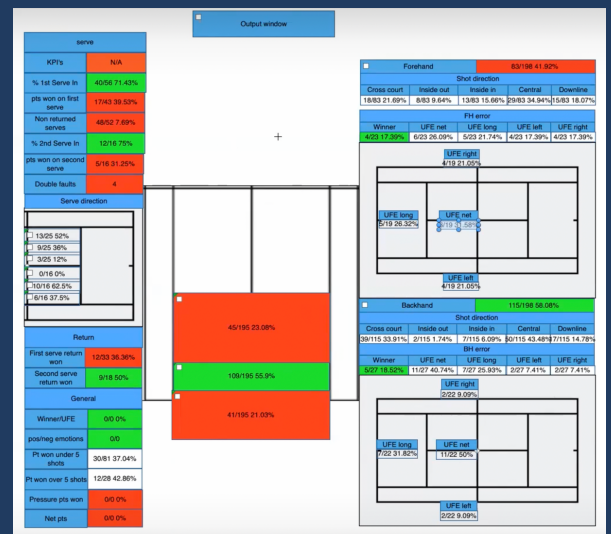 Output window
serve
KPI's N/A
% 1st Serve In 40/56 71.43%
pts won on first serve 17/43 39.53%
Non returned serves 48/52 7.69%
% 2nd Serve In 12/16 75%
pts won on second serve 5/16 31.25%
Double faults 4
Serve direction
13/25 52%
9/25 36%
3/25 12%
0/16 0%
10/16 62.5%
6/16 37.5%
Return
First serve return won 12/33 36.36%
Second serve return won 9/18 50%
General
Winner/UFE 0/0 0%
pos/neg emotions 0/0
Pt won under 5 shots 30/81 37.04%
Pt won over 5 shots 12/28 42.86%
Pressure pts won 0/0 0%
Net pts 0/0 0%
45/195 23.08%
109/195 55.9%
41/195 21.03%
Forehand 83/198 41.92%
Shot direction
Cross court Inside out Inside in Central Downline
18/83 21.69% 8/83 9.64% 13/83 15.66% 29/83 34.94% 15/83 18.07%
FH error
Winner UFE net UFE long UFE left UFE right
4/23 17.39% 6/23 26.09% 5/23 21.74% 4/23 17.39% 4/23 17.39%
UFE right
4/19 21.05%
UFE long UFE net
5/19 26.32%
UFE left
4/19 21.05%
Backhand 115/198 58.08%
Shot direction
Cross court Inside out Inside in Central Downline
39/115 33.91% 2/115 1.74% 7/115 6.09% 50/115 43.48% 17/115 14.78%
BH error
Winner UFE net UFE long UFE left UFE right
5/27 18.52% 11/27 40.74% 7/27 25.93% 2/27 7.41% 2/27 7.41%
UFE right
2/22 9.09%
UFE long UFE net
7/22 31.82% 11/22 50%
UFE left
2/22 9.09%